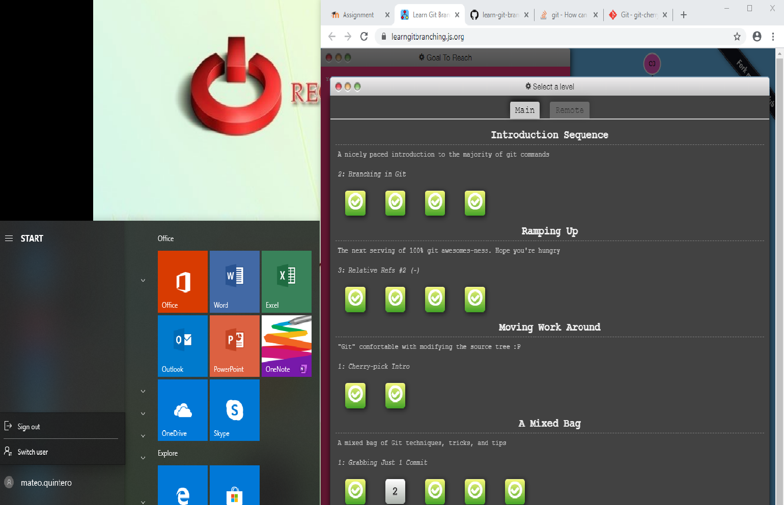 Assignment
Learn Git Bran
learn-git-bran
git - How can
Git - git-cher
learngitbranching.js.org
Goal To Reach
Select a level
Main
Remote
Introduction Sequence
A nicely paced introduction to the majority of git commands
2: Branching in Git
Ramping Up
The next serving of 100% git awesomes-ness. Hope you're hungry
3: Relative Refs #2 (~)
Moving Work Around
"Git" comfortable with modifying the source tree :P
1: Cherry-pick Intro
A Mixed Bag
A mixed bag of Git techniques, tricks, and tips
1: Grabbing Just 1 Commit
2
REC
START
Office
Office
Word
Excel
Outlook
PowerPoint
OneNote
OneDrive
Skype
Explore
Sign out
Switch user
mateo.quintero